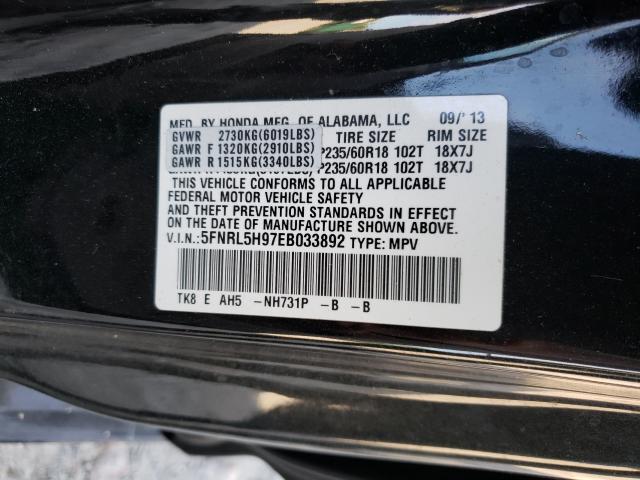 MFD. BY HONDA MFG. OF ALABAMA, LLC 09/'13
GVWR 2730KG(6019LBS) TIRE SIZE RIM SIZE
GAWR F 1320KG(2910LBS) P235/60R18 102T 18X7J
GAWR R 1515KG(3340LBS) P235/60R18 102T 18X7J
THIS VEHICLE CONFORMS TO ALL APPLICABLE
FEDERAL MOTOR VEHICLE SAFETY
AND THEFT PREVENTION STANDARDS IN EFFECT
ON THE DATE OF MANUFACTURE SHOWN ABOVE.
V.I.N.:5FNRL5H97EB033892 TYPE: MPV
TK8 E AH5 -NH731P -B -B